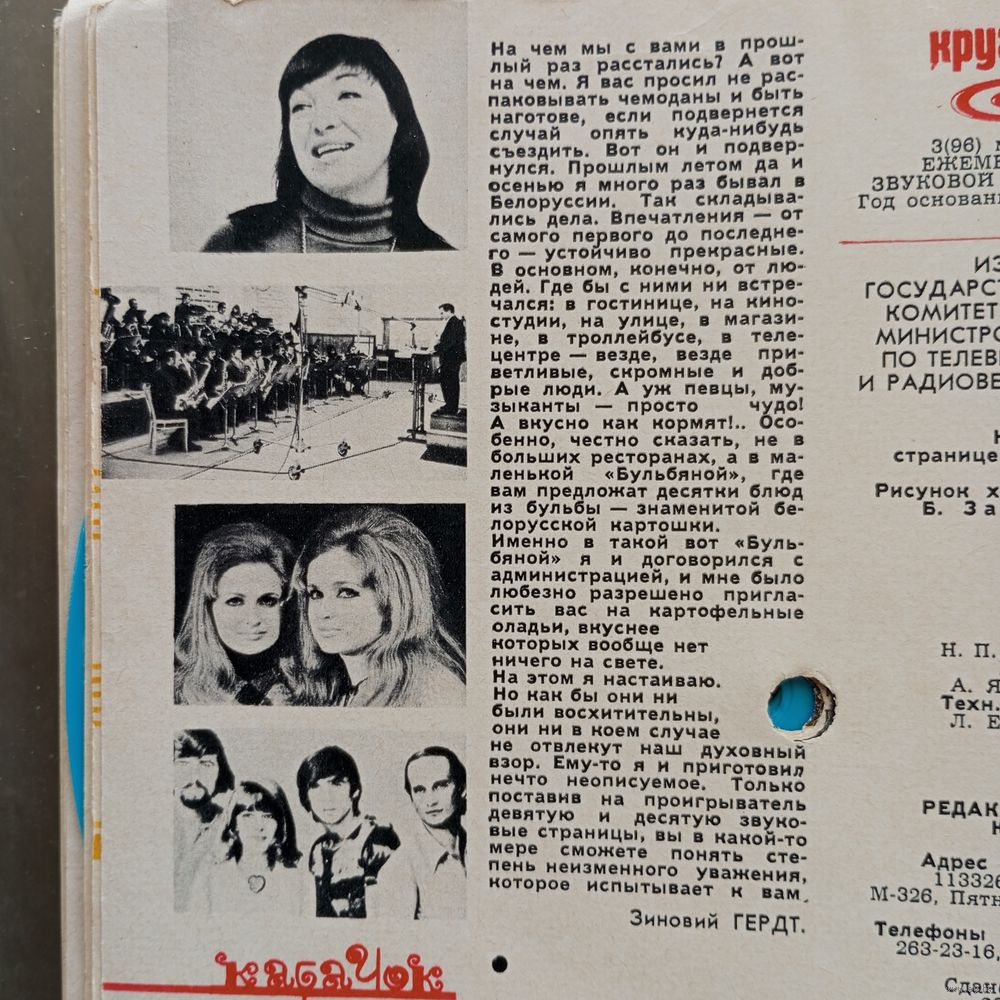 На чем мы с вами в прош-
лый раз расстались? А вот
на чем. Я вас просил не рас-
паковывать чемоданы и быть
наготове, если подвернется
случай опять куда-нибудь
съездить. Вот он и подвер-
нулся. Прошлым летом да и
осенью я много раз бывал в
Белоруссии. Так складыва-
лись дела. Впечатления — от
самого первого до последне-
го — устойчиво прекрасные.
В основном, конечно, от лю-
дей. Где бы с ними ни встре-
чался: в гостинице, на кино-
студии, на улице, в магази-
не, в троллейбусе, в теле-
центре — везде, везде при-
ветливые, скромные и доб-
рые люди. А уж певцы, му-
зыканты — просто чудо!
А вкусно как кормят!.. Осо-
бенно, честно сказать, не в
больших ресторанах, а в ма-
ленькой «Бульбяной», где
вам предложат десятки блюд
из бульбы — знаменитой бе-
лорусской картошки.
Именно в такой вот «Буль-
бяной» я и договорился с
администрацией, и мне было
любезно разрешено пригла-
сить вас на картофельные
оладьи, вкуснее
которых вообще нет
ничего на свете.
На этом я настаиваю.
Но как бы они ни
были восхитительны,
они ни в коем случае
не отвлекут наш духовный
взор. Ему-то я и приготовил
нечто неописуемое. Только
поставив на проигрыватель
девятую и десятую звуко-
вые страницы, вы в какой-то
мере сможете понять сте-
пень неизменного уважения,
которое испытывает к вам
Зиновий ГЕРДТ.
кабачок
3(96)
ЗВУКОВОЙ
Год
И РАДИОВЕ
странице
Рисунок
Б. За
Н. П.
А. Я
Техн.
Л. Е
РЕДАК
Адрес
113326
М-326, Пятн
Телефоны
263-23-16,
Сдан